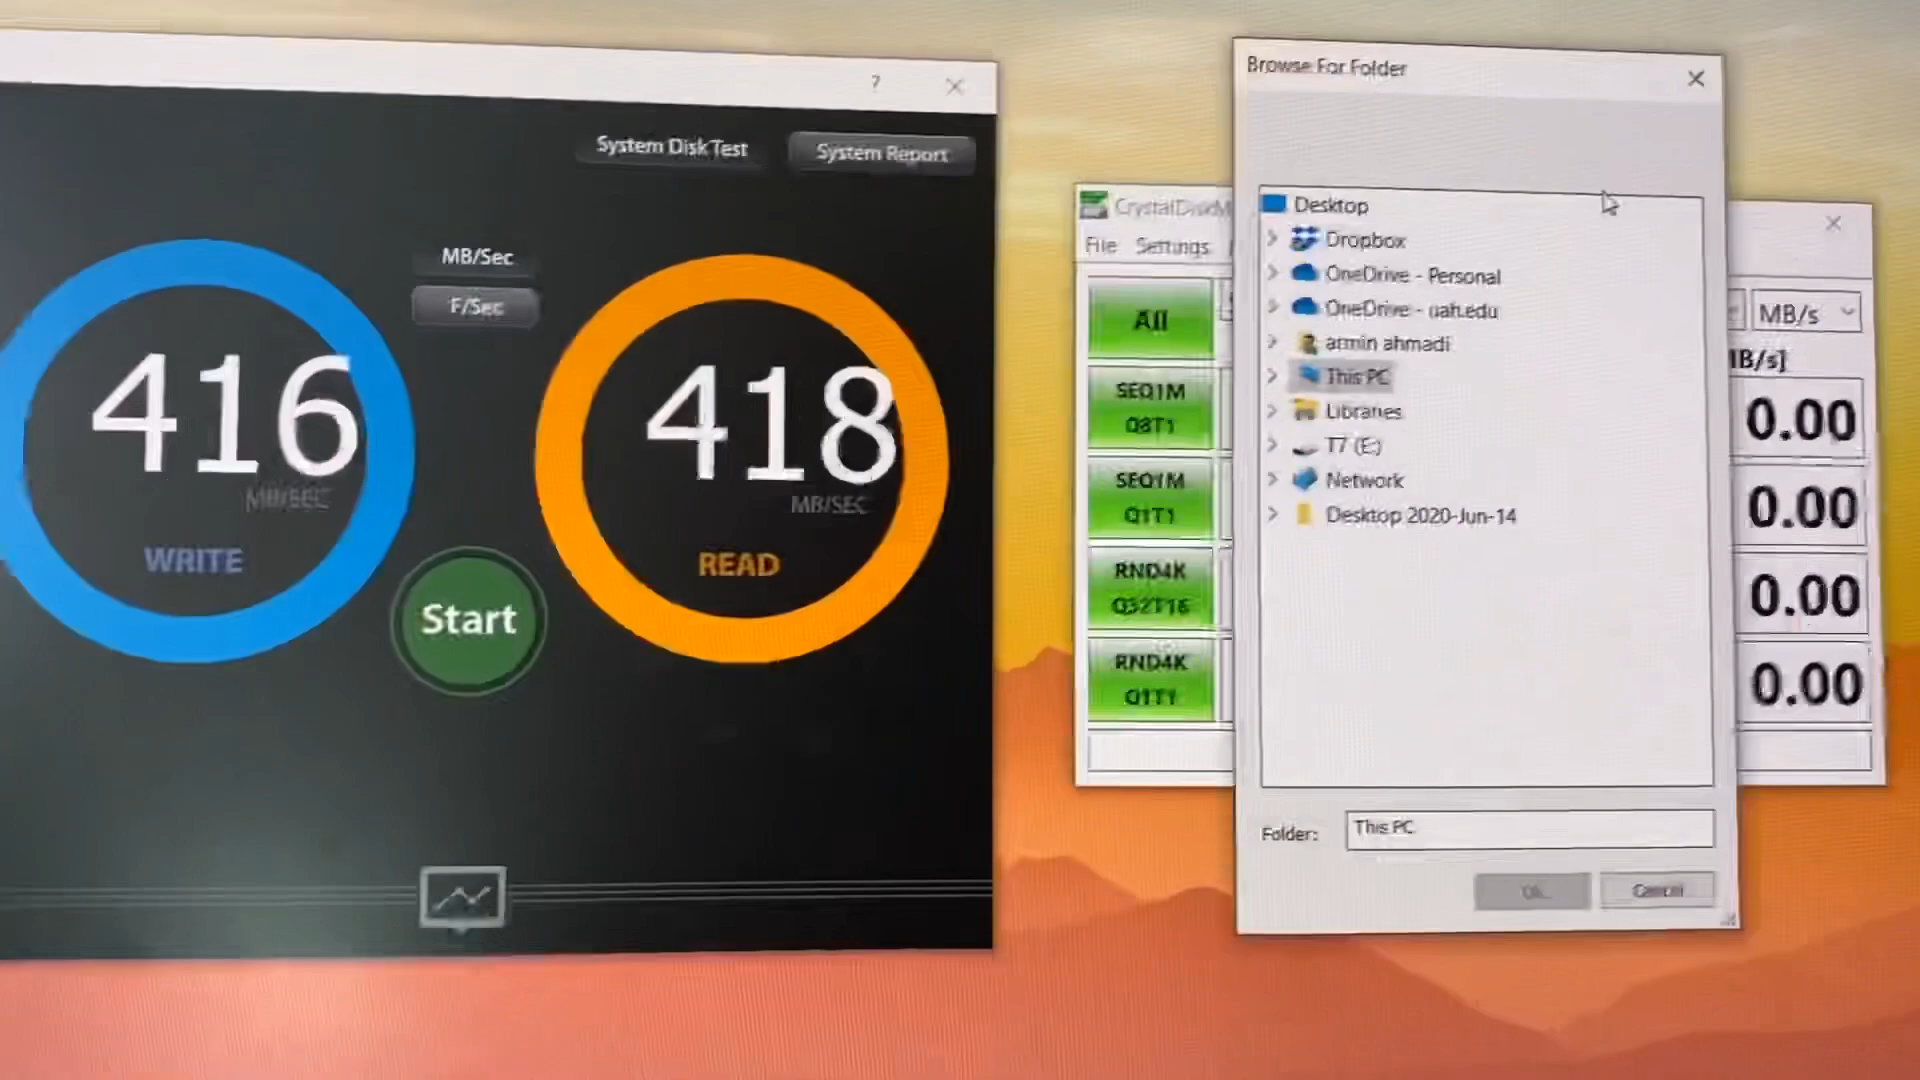 ?
System Disk Test
System Report
MB/Sec
F/Sec
416
MB/SEC
WRITE
418
MB/SEC
READ
Start
CrystalDiskM
File Settings
All
MB/s
SEQ1M
Q8T1
SEQ1M
Q1T1
RND4K
Q32T16
RND4K
Q1T1
MB/s]
0.00
0.00
0.00
0.00
Browse For Folder
Desktop
Dropbox
OneDrive - Personal
OneDrive - uah.edu
armin ahmadi
This PC
Libraries
T7 (E:)
Network
Desktop 2020-Jun-14
Folder: This PC
Cancel